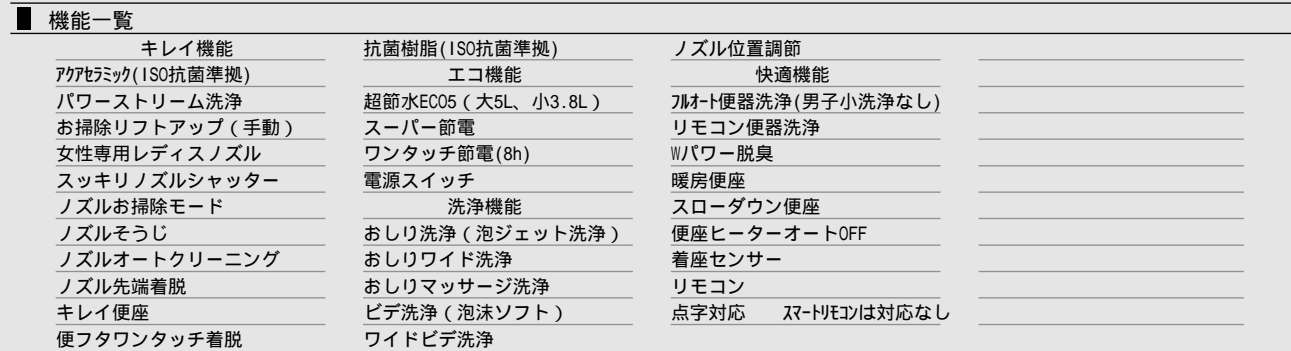 ■ 機能一覧
キレイ機能
ｱｸｱｾﾗﾐｯｸ(ISO抗菌準拠)
パワーストリーム洗浄
お掃除リフトアップ（手動）
女性専用レディスノズル
スッキリノズルシャッター
ノズルお掃除モード
ノズルそうじ
ノズルオートクリーニング
ノズル先端着脱
キレイ便座
便フタワンタッチ着脱
抗菌樹脂(ISO抗菌準拠)
エコ機能
超節水ECO5（大5L、小3.8L）
スーパー節電
ワンタッチ節電(8h)
電源スイッチ
洗浄機能
おしり洗浄（泡ジェット洗浄）
おしりワイド洗浄
おしりマッサージ洗浄
ビデ洗浄（泡沫ソフト）
ワイドビデ洗浄
ノズル位置調節
快適機能
ﾌﾙｵｰﾄ便器洗浄(男子小洗浄なし)
リモコン便器洗浄
Wパワー脱臭
暖房便座
スローダウン便座
便座ヒーターオートOFF
着座センサー
リモコン
点字対応　ｽﾏｰﾄﾘﾓｺﾝは対応なし